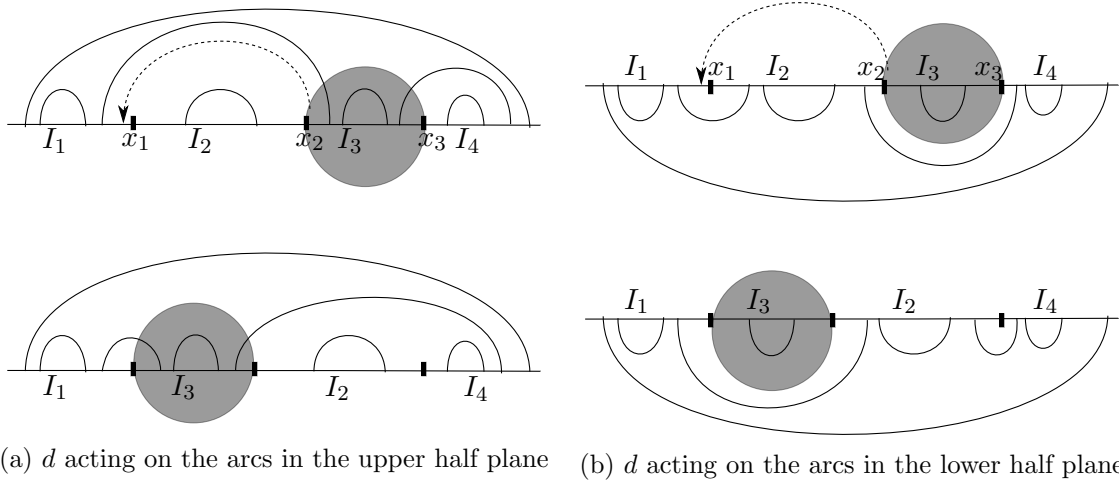 I1 x1 I2 x2 I3 x3 I4
I1 x1 I2 x2 I3 x3 I4
I1 I3 I2 I4
I1 I3 I2 I4
(a) d acting on the arcs in the upper half plane
(b) d acting on the arcs in the lower half plane